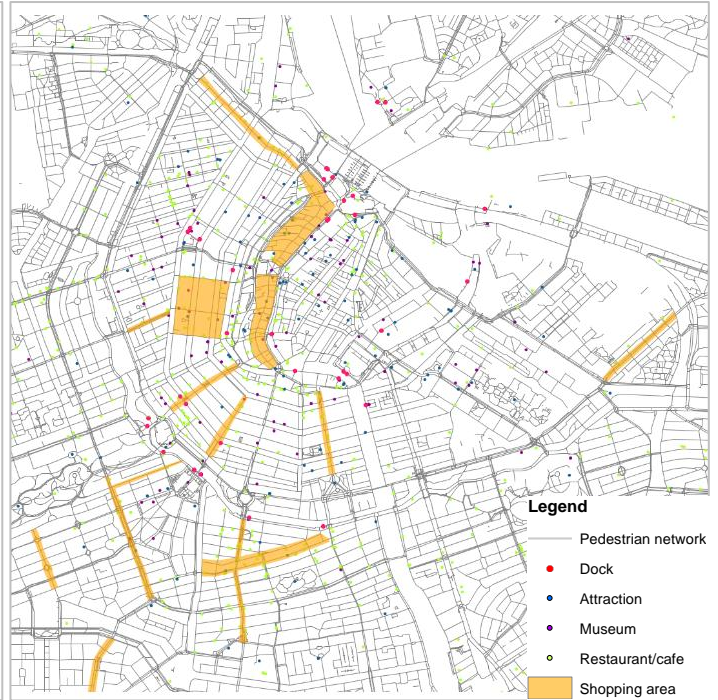 Legend
Pedestrian network
Dock
Attraction
Museum
Restaurant/cafe
Shopping area